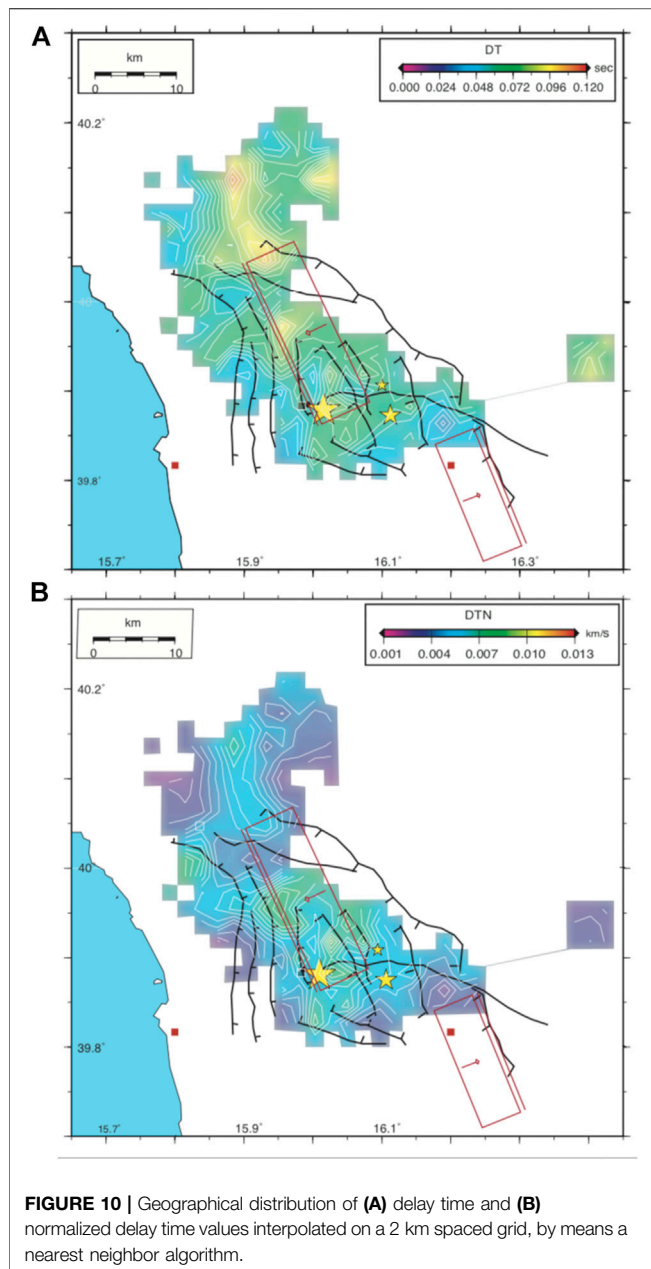 A
km
0 10
DT
sec
0.000 0.024 0.048 0.072 0.096 0.120
40.2°
40°
39.8°
15.7° 15.9° 16.1° 16.3°
B
km
0 10
DTN
km/s
0.001 0.004 0.007 0.010 0.013
40.2°
40°
39.8°
15.7° 15.9° 16.1°
FIGURE 10 | Geographical distribution of (A) delay time and (B)
normalized delay time values interpolated on a 2 km spaced grid, by means a
nearest neighbor algorithm.